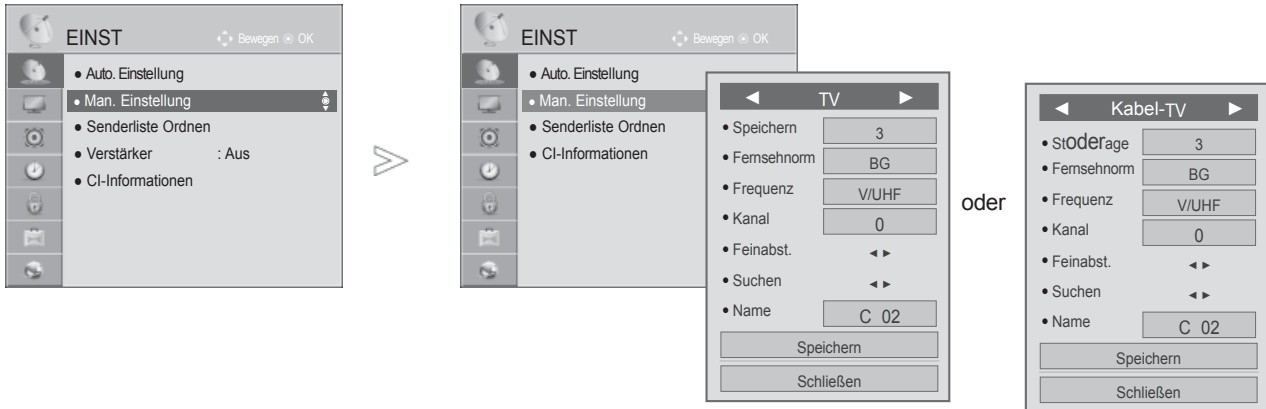 EINST
Bewegen OK
● Auto. Einstellung
● Man. Einstellung
● Senderliste Ordnen
● Verstärker : Aus
● CI-Informationen
EINST
Bewegen OK
● Auto. Einstellung
● Man. Einstellung
● Senderliste Ordnen
● CI-Informationen
◄ TV ►
• Speichern 3
• Fernsehnorm BG
• Frequenz V/UHF
• Kanal 0
• Feinabst. ◄ ►
• Suchen ◄ ►
• Name C 02
Speichern
Schließen
oder
◄ Kabel-TV ►
• Stoderage 3
• Fernsehnorm BG
• Frequenz V/UHF
• Kanal 0
• Feinabst. ◄ ►
• Suchen ◄ ►
• Name C 02
Speichern
Schließen